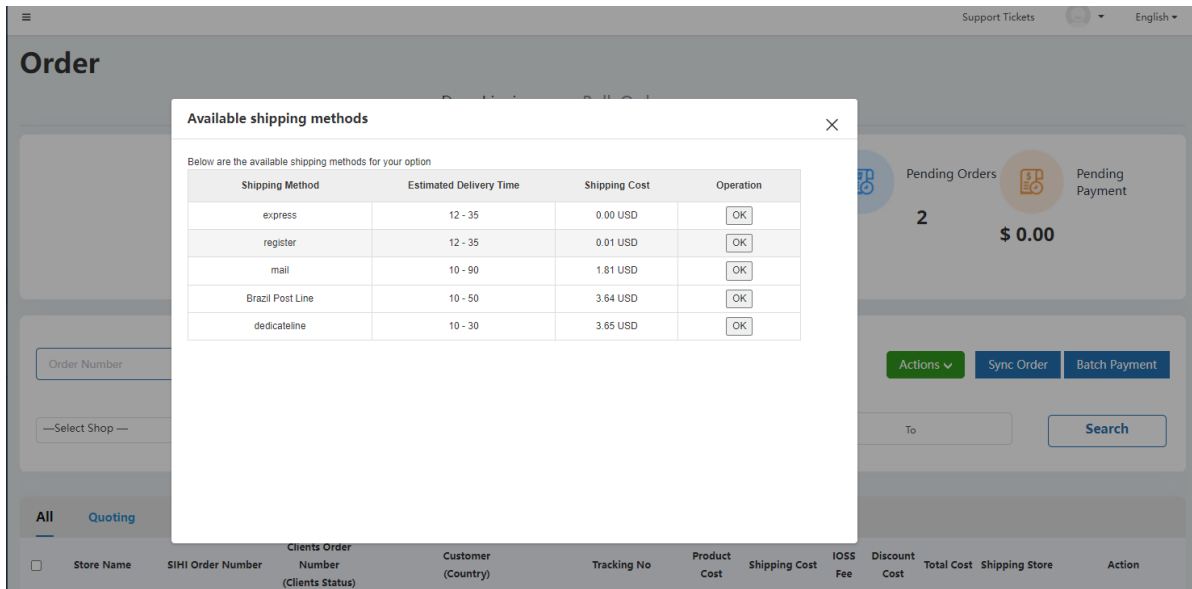 Support Tickets English
Order
Available shipping methods
Below are the available shipping methods for your option
Shipping Method Estimated Delivery Time Shipping Cost Operation
express 12 - 35 0.00 USD OK
register 12 - 35 0.01 USD OK
mail 10 - 90 1.81 USD OK
Brazil Post Line 10 - 50 3.64 USD OK
dedicateline 10 - 30 3.65 USD OK
Pending Orders
2
Pending
Payment
$ 0.00
Order Number
Actions Sync Order Batch Payment
—Select Shop — To Search
All Quoting
Store Name
SIHI Order Number
Clients Order
Number
(Clients Status)
Customer
(Country)
Tracking No
Product
Cost
Shipping Cost
IOSS
Fee
Discount
Cost
Total Cost
Shipping Store
Action